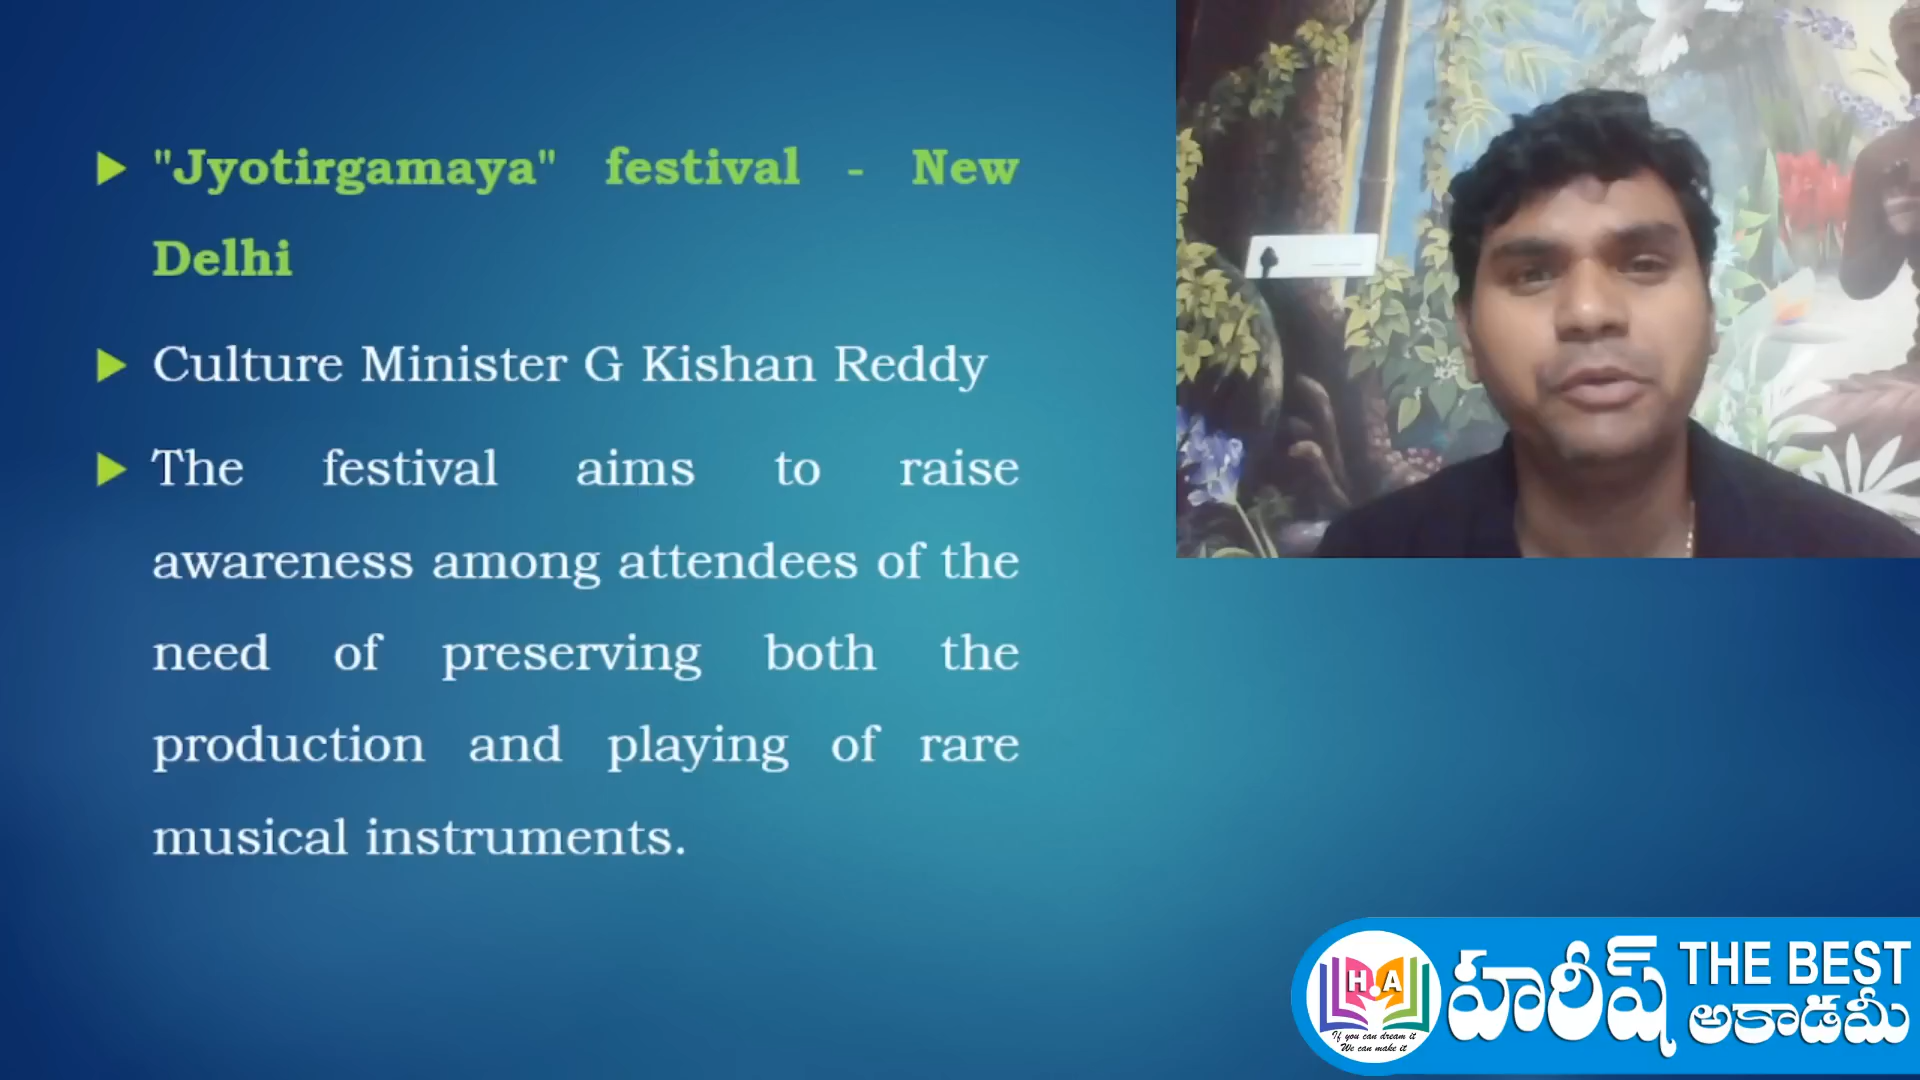 "Jyotirgamaya" festival - New
Delhi
Culture Minister G Kishan Reddy
The festival aims to raise
awareness among attendees of the
need of preserving both the
production and playing of rare
musical instruments.
H.A
If you can dream it
We can make it
హరీష్
THE BEST
అకాడమీ